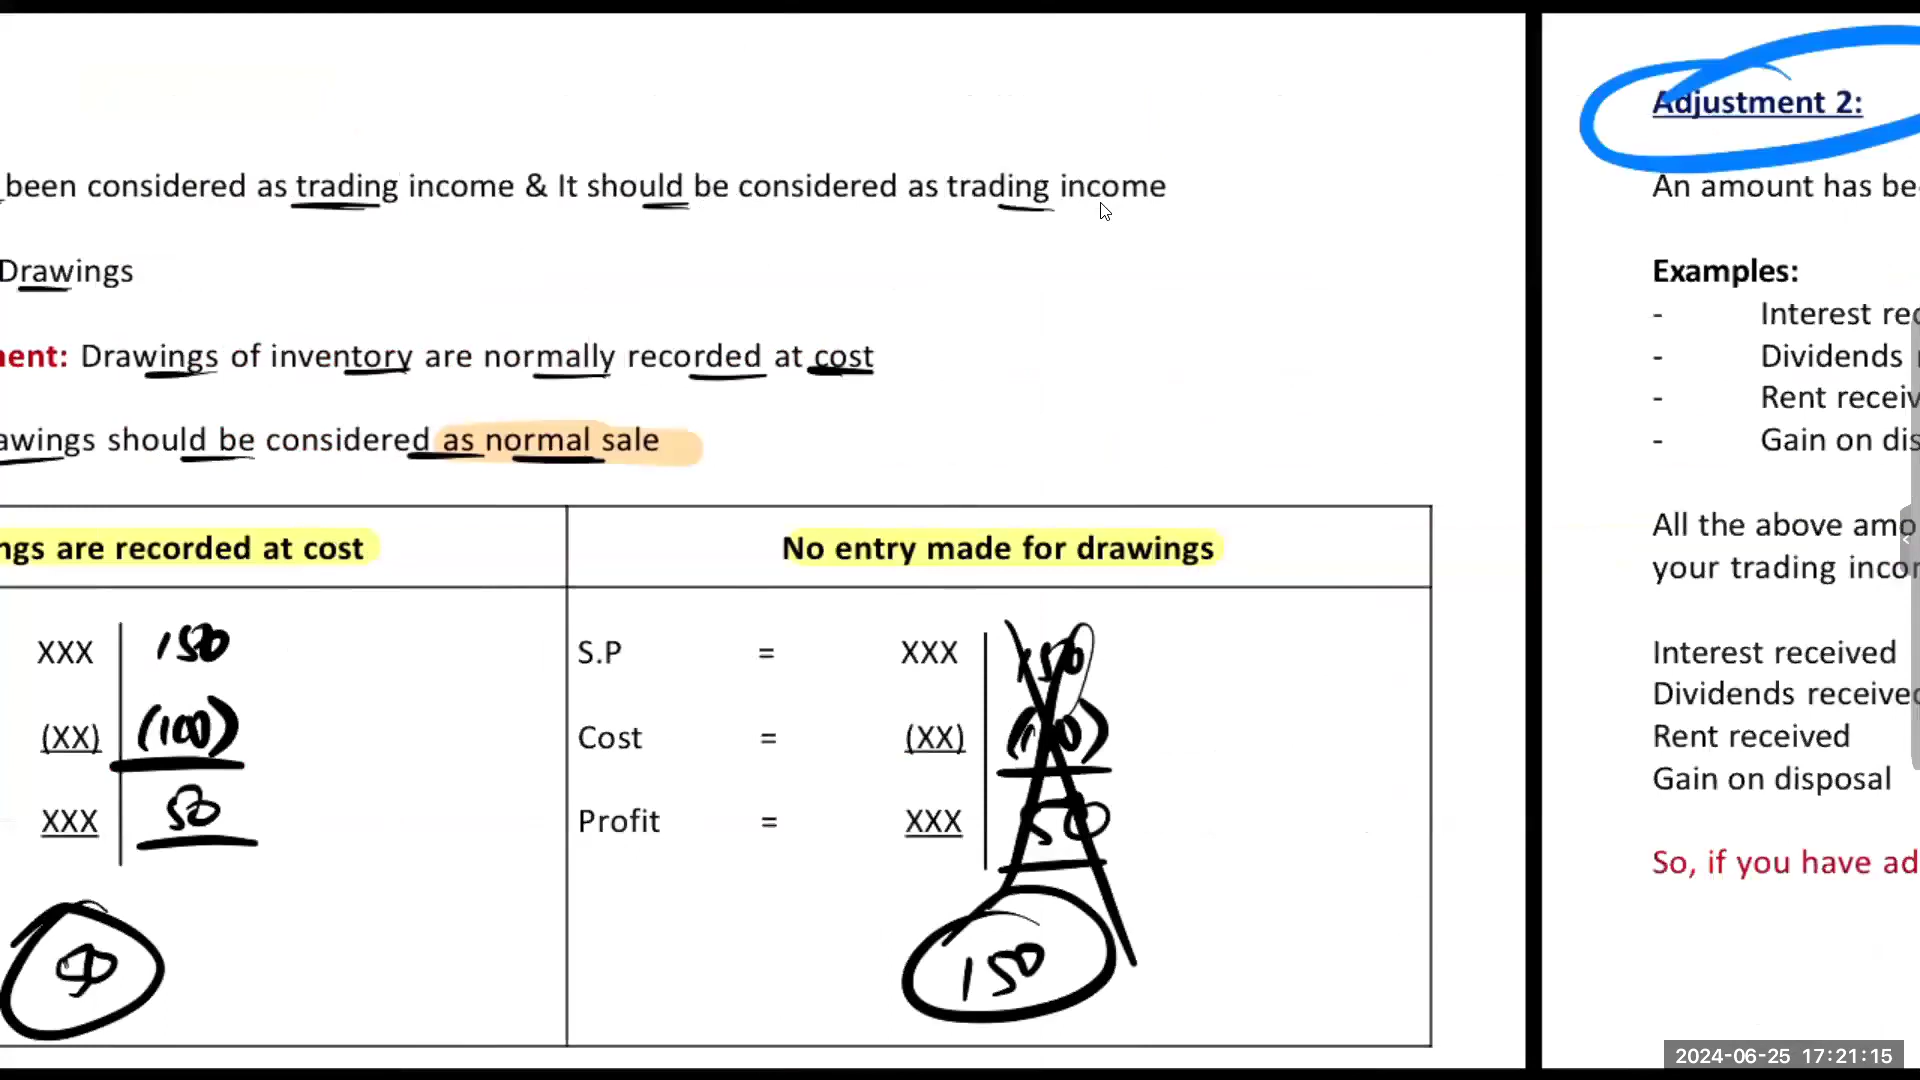 been considered as trading income & It should be considered as trading income
Drawings
ment: Drawings of inventory are normally recorded at cost
awings should be considered as normal sale
ngs are recorded at cost
XXX 150
(XX) (100)
XXX 50
No entry made for drawings
S.P = XXX 150
Cost = (XX)
Profit = XXX 50
150
Adjustment 2:
An amount has be
Examples:
- Interest rec
- Dividends
- Rent receiv
- Gain on dis
All the above amo
your trading incor
Interest received
Dividends received
Rent received
Gain on disposal
So, if you have ad
2024-06-25 17:21:15